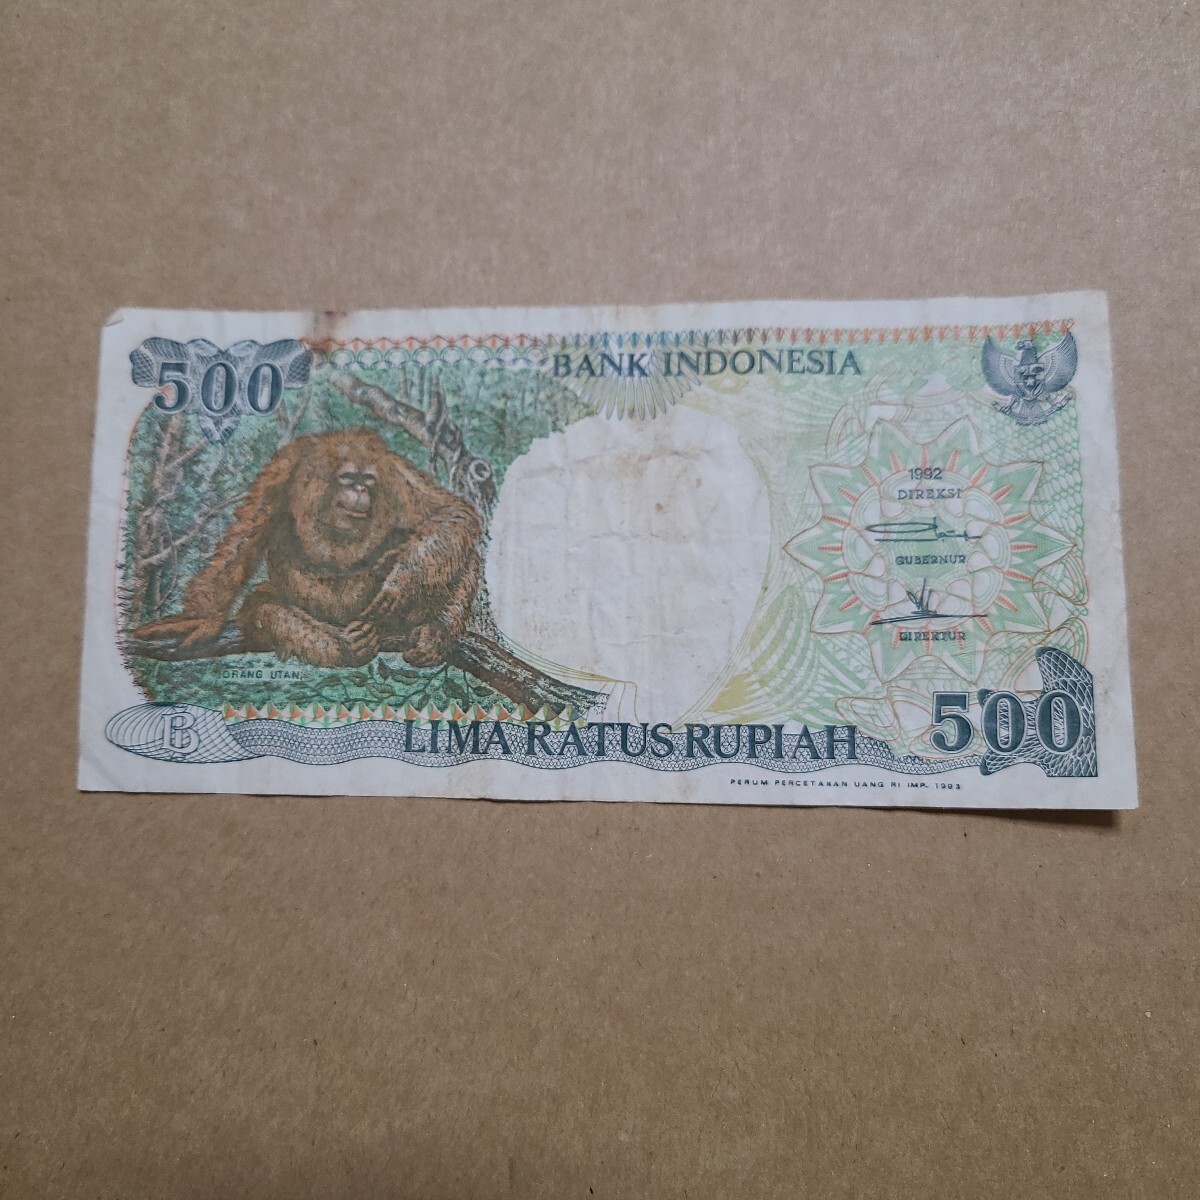 500
BANK INDONESIA
1992
DIREKSI
GUBERNUR
DIREKTUR
ORANG UTAN
B
LIMA RATUS RUPIAH
500
PERUM PERCETAKAN UANG RI IMP. 1993